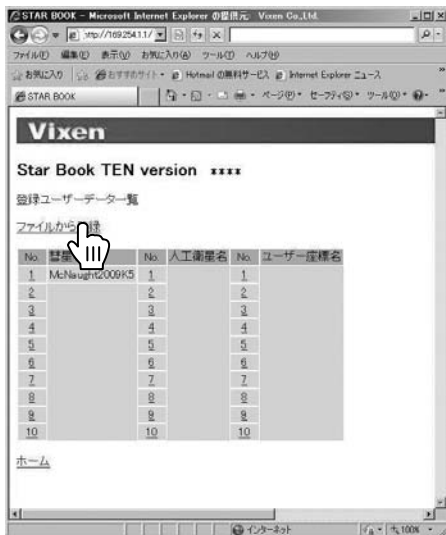 STAR BOOK - Microsoft Internet Explorer の提供元 Vixen Co.,Ltd.
http://169.254.1.1/
ファイル(F) 編集(E) 表示(V) お気に入り(A) ツール(T) ヘルプ(H)
お気に入り おすすめサイト Hotmail の無料サービス Internet Explorer ニュース
STAR BOOK ページ(P) セーフティ(S) ツール(O)
Vixen
Star Book TEN version ****
登録ユーザーデータ一覧
ファイルから登録
No. 彗星 No. 人工衛星名 No. ユーザー座標名
1 McNaught2009K5 1 1
2 2 2
3 3 3
4 4 4
5 5 5
6 6 6
7 7 7
8 8 8
9 9 9
10 10 10
ホーム
インターネット 100%